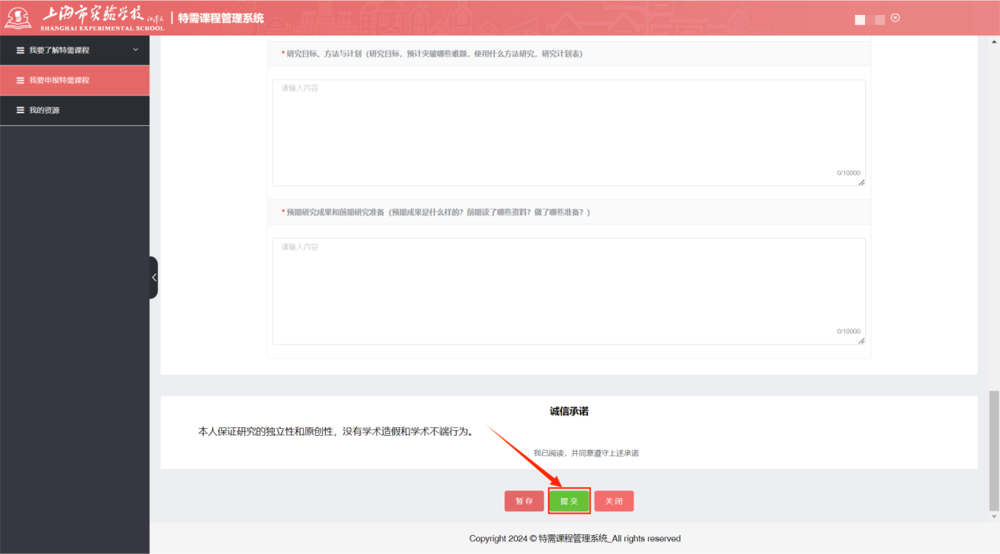 上海市实验学校
SHANGHAI EXPERIMENTAL SCHOOL
特需课程管理系统
我要了解特需课程
我要申报特需课程
我的资源
* 研究目标、方法与计划（研究目标，预计突破哪些难题，使用什么方法研究，研究计划表）
请输入内容
0/10000
* 预期研究成果和前期研究准备（预期成果是什么样的？前期读了哪些资料？做了哪些准备？）
请输入内容
0/10000
诚信承诺
本人保证研究的独立性和原创性，没有学术造假和学术不端行为。
我已阅读，并同意遵守上述承诺
暂存 提交 关闭
Copyright 2024 © 特需课程管理系统_All rights reserved